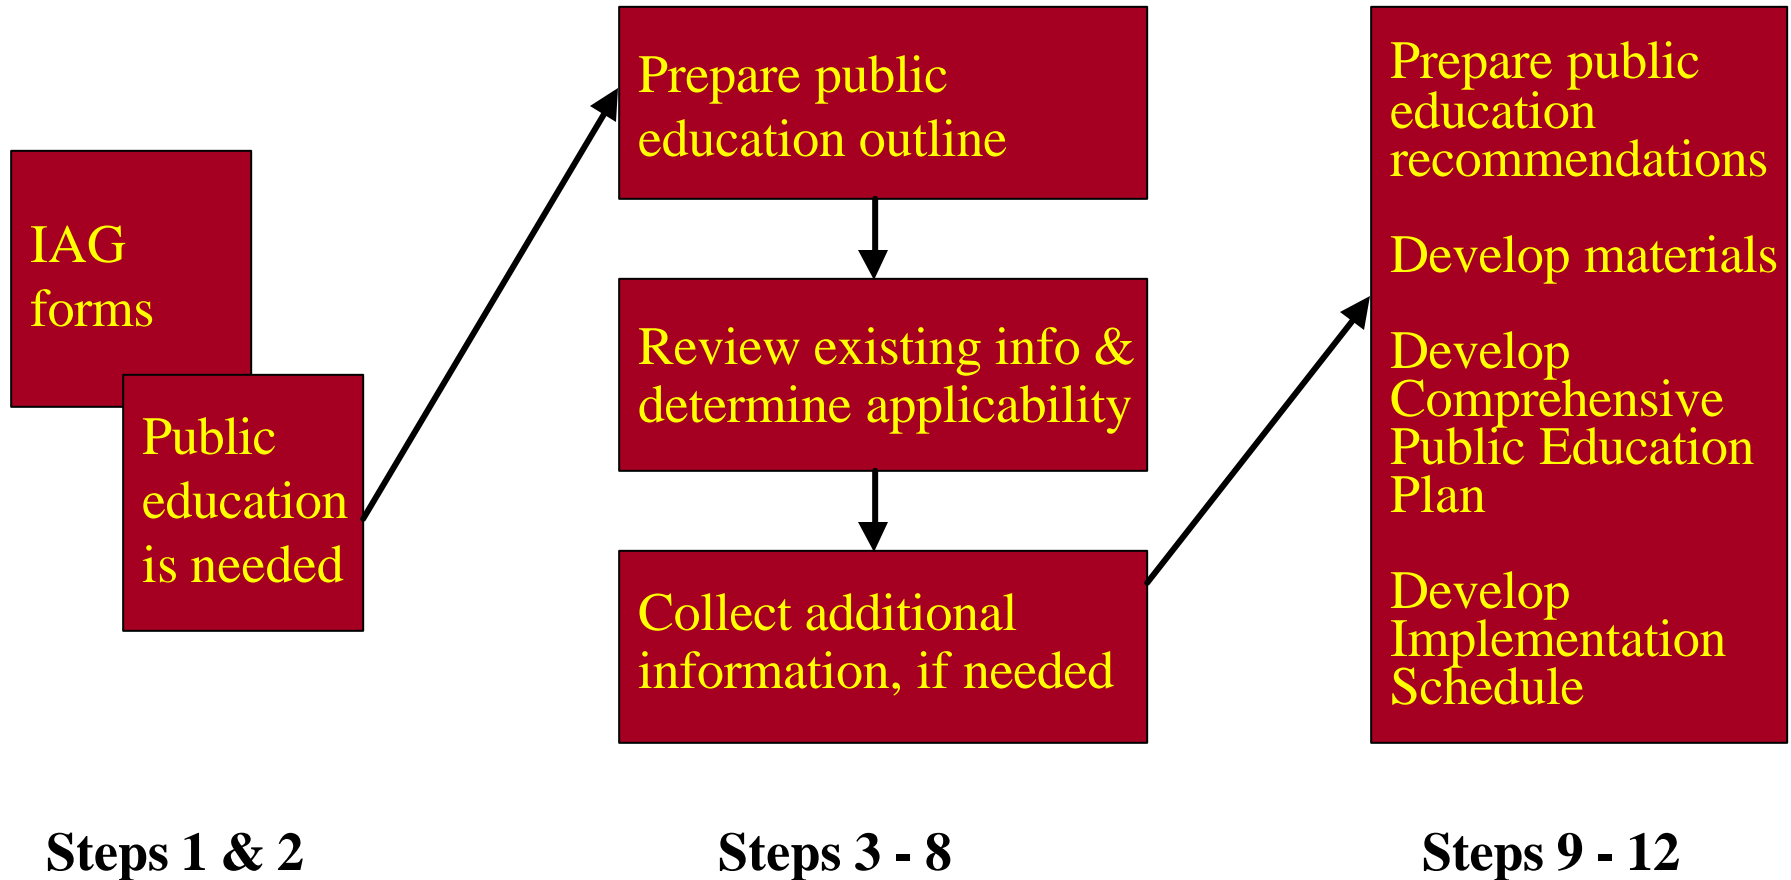 IAG
forms
Public
education
is needed
Steps 1 & 2
Prepare public
education outline
Review existing info &
determine applicability
Collect additional
information, if needed
Steps 3 - 8
Prepare public
education
recommendations
Develop materials
Develop
Comprehensive
Public Education
Plan
Develop
Implementation
Schedule
Steps 9 - 12